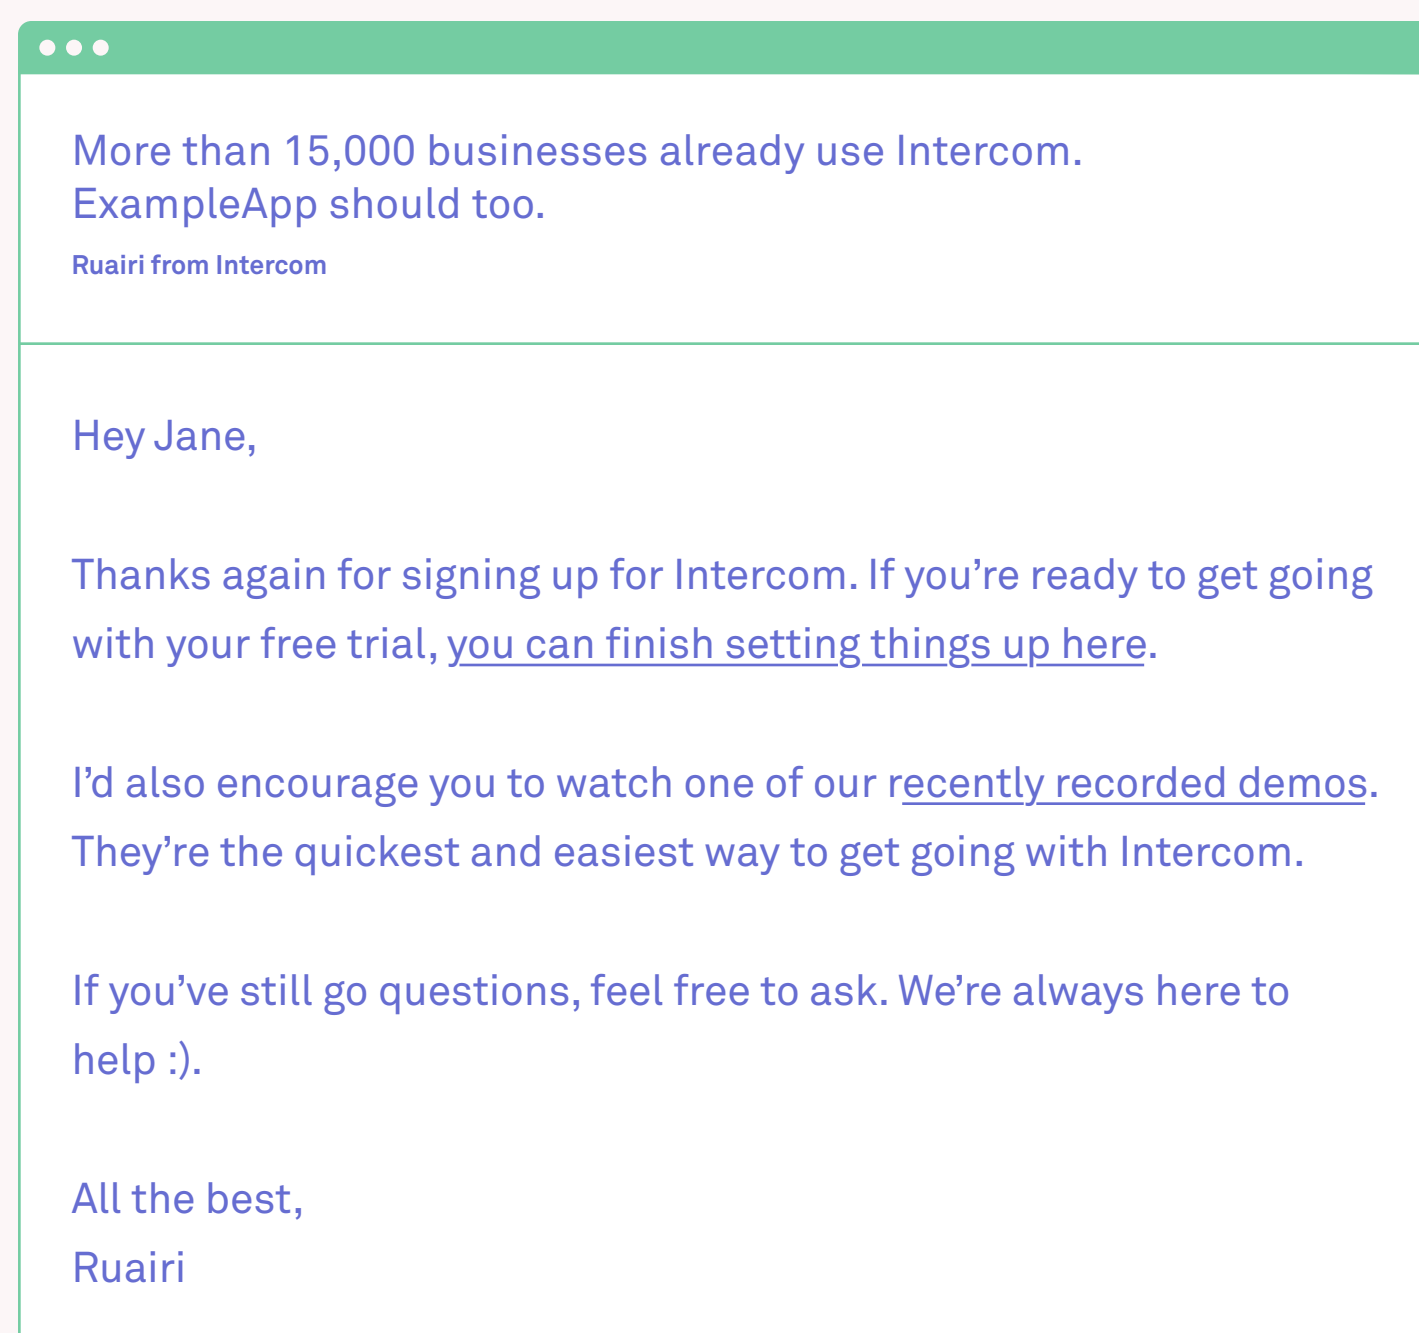 More than 15,000 businesses already use Intercom.
ExampleApp should too.
Ruairi from Intercom
Hey Jane,
Thanks again for signing up for Intercom. If you’re ready to get going
with your free trial, you can finish setting things up here.
I’d also encourage you to watch one of our recently recorded demos.
They’re the quickest and easiest way to get going with Intercom.
If you’ve still go questions, feel free to ask. We’re always here to
help :).
All the best,
Ruairi